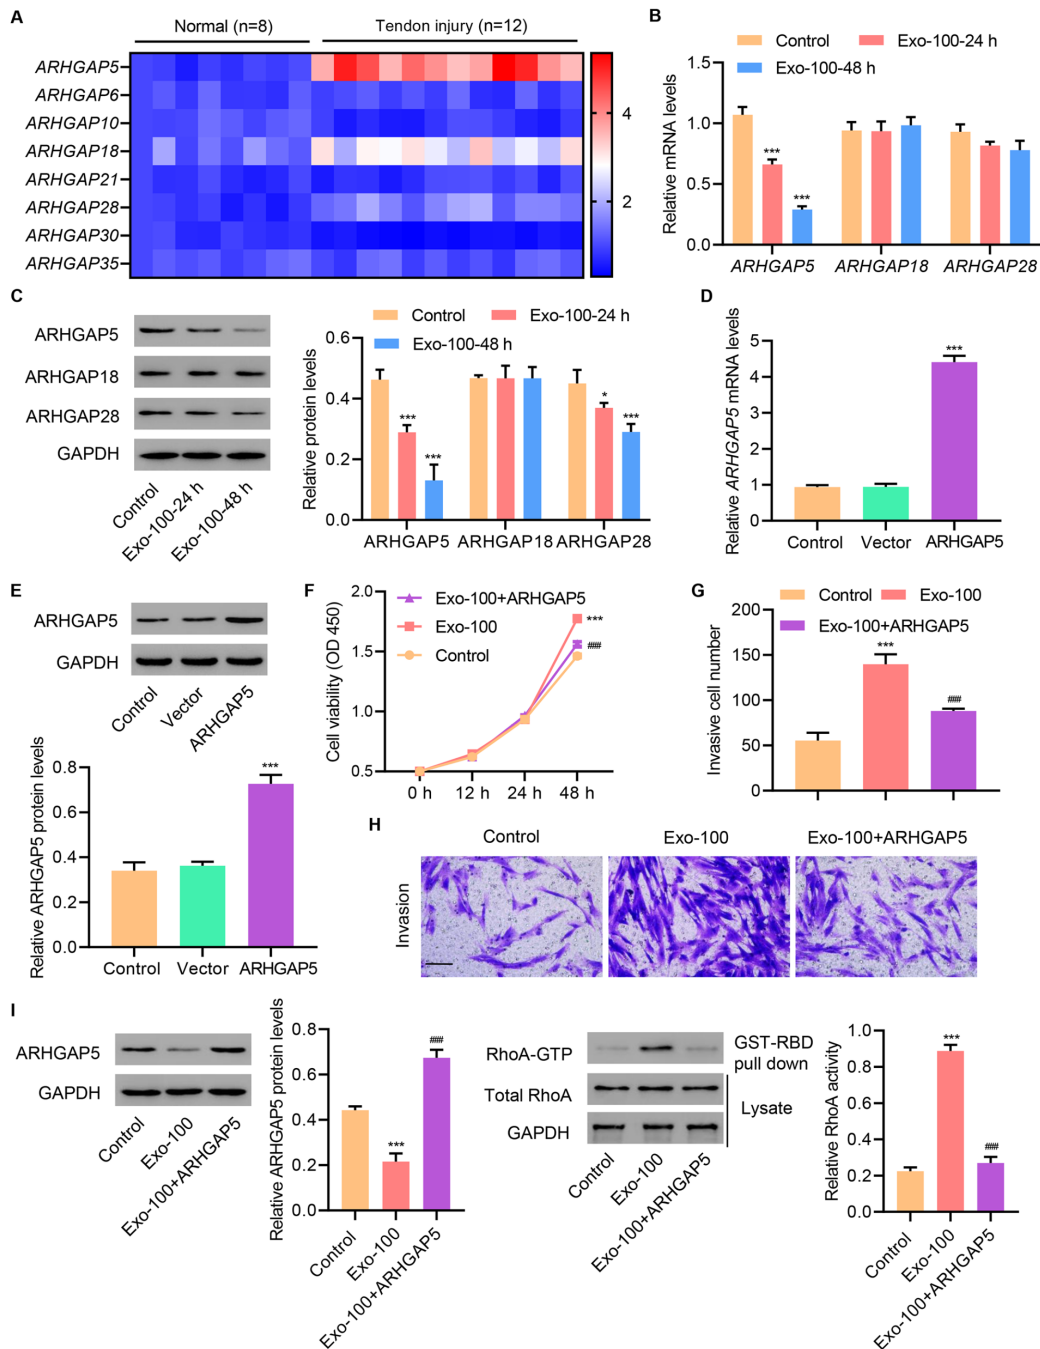 A
Normal (n=8)
Tendon injury (n=12)
ARHGAP5
ARHGAP6
ARHGAP10
ARHGAP18
ARHGAP21
ARHGAP28
ARHGAP30
ARHGAP35
4
2
B
Control
Exo-100-24 h
Exo-100-48 h
Relative mRNA levels
1.5
1.0
0.5
0.0
***
***
ARHGAP5
ARHGAP18
ARHGAP28
C
ARHGAP5
ARHGAP18
ARHGAP28
GAPDH
Control
Exo-100-24 h
Exo-100-48 h
Control
Exo-100-24 h
Exo-100-48 h
Relative protein levels
0.6
0.4
0.2
0.0
***
***
*
***
ARHGAP5
ARHGAP18
ARHGAP28
D
Relative ARHGAP5 mRNA levels
5
4
3
2
1
0
***
Control
Vector
ARHGAP5
E
ARHGAP5
GAPDH
Control
Vector
ARHGAP5
Relative ARHGAP5 protein levels
0.8
0.6
0.4
0.2
0.0
***
Control
Vector
ARHGAP5
F
Cell viability (OD 450)
2.0
1.5
1.0
0.5
Exo-100+ARHGAP5
Exo-100
Control
***
###
0 h
12 h
24 h
48 h
G
Control
Exo-100
Exo-100+ARHGAP5
Invasive cell number
200
150
100
50
0
***
###
H
Control
Exo-100
Exo-100+ARHGAP5
Invasion
I
ARHGAP5
GAPDH
Control
Exo-100
Exo-100+ARHGAP5
Relative ARHGAP5 protein levels
0.8
0.6
0.4
0.2
0.0
***
###
Control
Exo-100
Exo-100+ARHGAP5
RhoA-GTP
Total RhoA
GAPDH
GST-RBD
pull down
Lysate
Control
Exo-100
Exo-100+ARHGAP5
Relative RhoA activity
1.0
0.8
0.6
0.4
0.2
0.0
***
###
Control
Exo-100
Exo-100+ARHGAP5